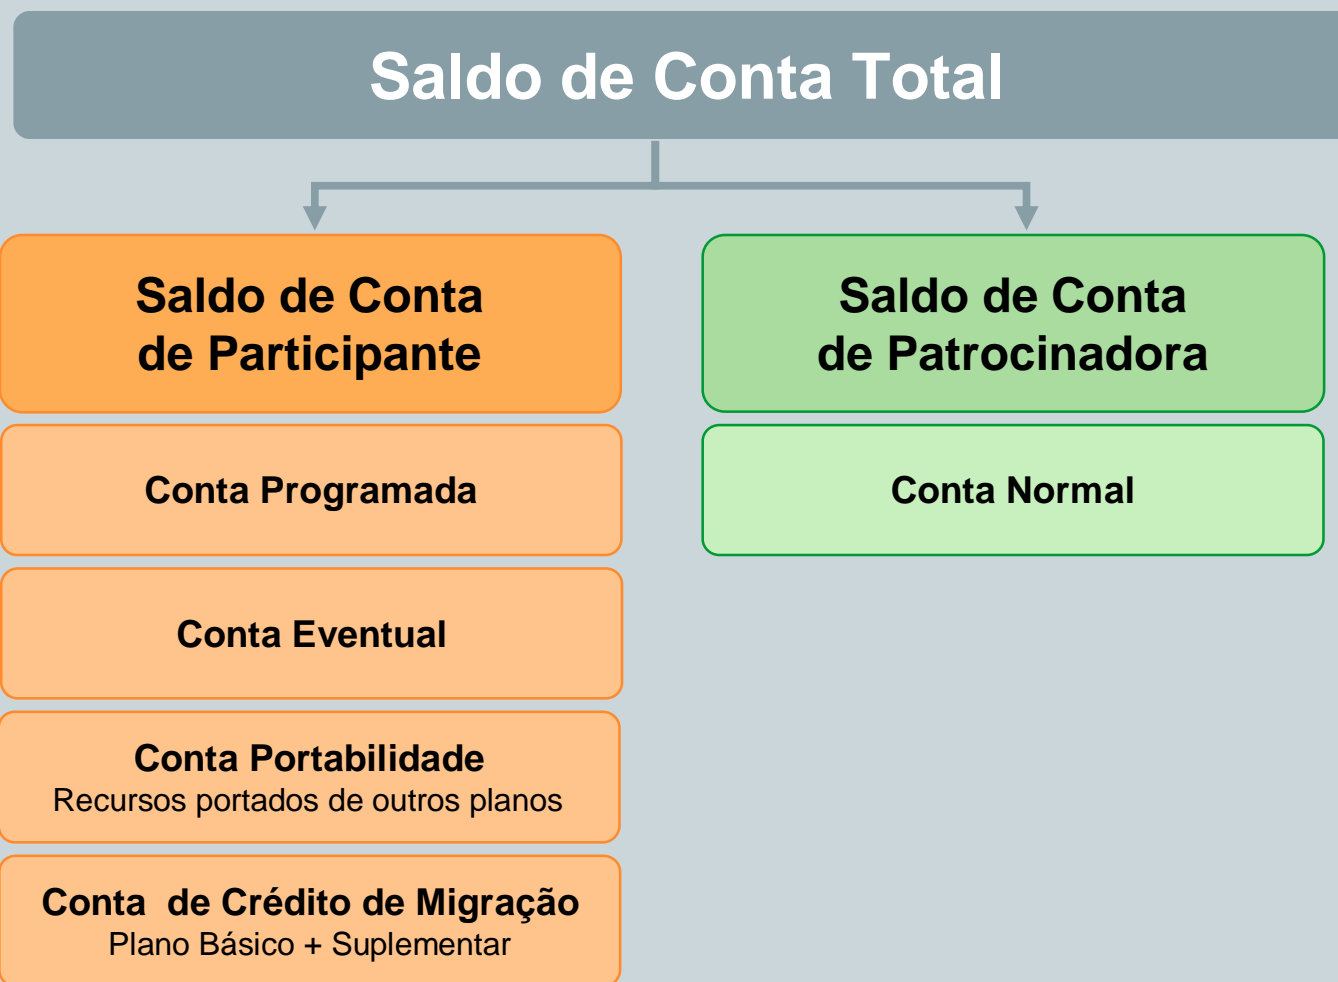 Saldo de Conta Total
Saldo de Conta
de Participante
Conta Programada
Conta Eventual
Conta Portabilidade
Recursos portados de outros planos
Conta  de Crédito de Migração
Plano Básico + Suplementar
Saldo de Conta
de Patrocinadora
Conta Normal